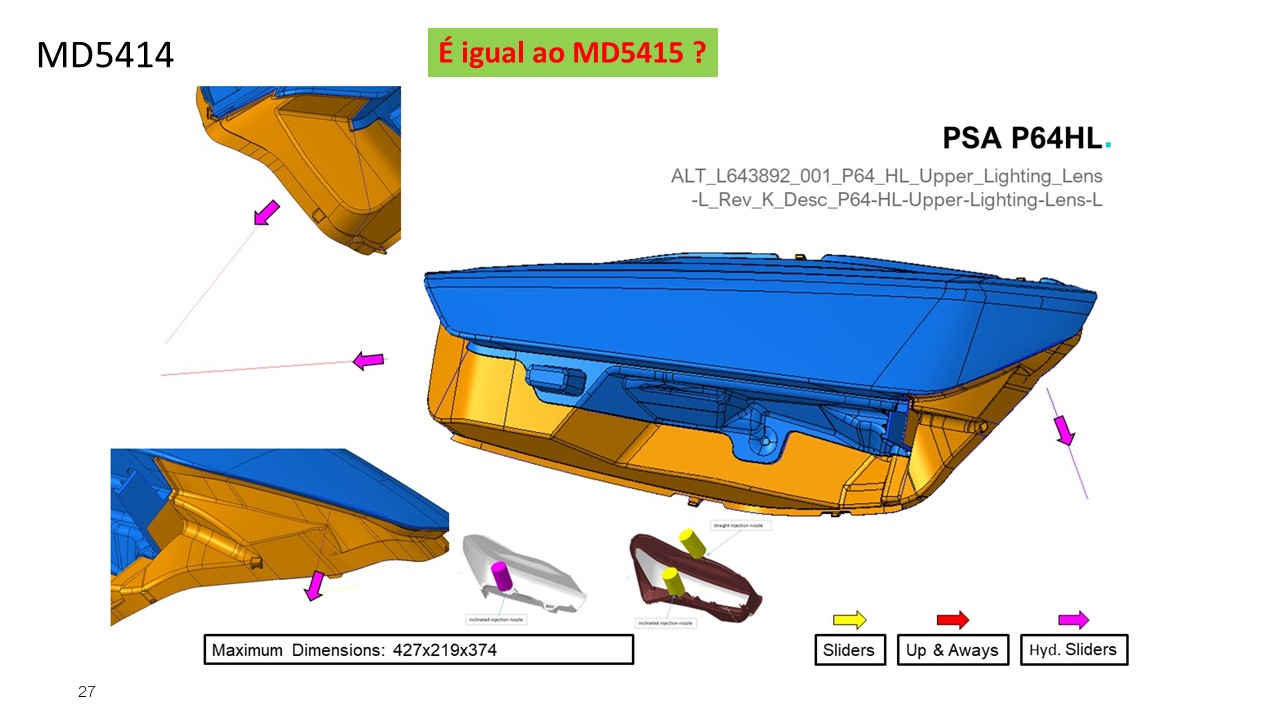 MD5414
É igual ao MD5415 ?
PSA P64HL.
ALT_L643892_001_P64_HL_Upper_Lighting_Lens
-L_Rev_K_Desc_P64-HL-Upper-Lighting-Lens-L
straight injection nozzle
inclinated injection nozzle
inclinated injection nozzle
Maximum Dimensions: 427x219x374
Sliders
Up & Aways
Hyd. Sliders
27